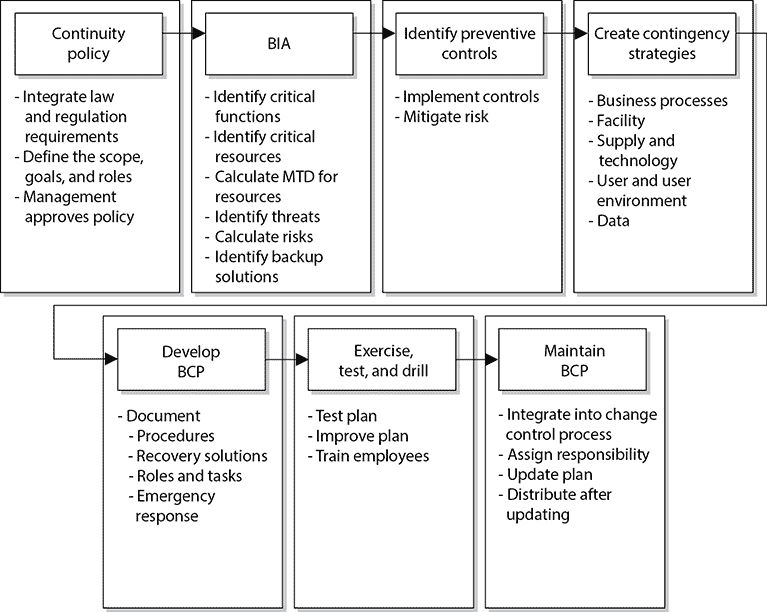 Continuity
policy
- Integrate law
and regulation
requirements
- Define the scope,
goals, and roles
- Management
approves policy
BIA
- Identify critical
functions
- Identify critical
resources
- Calculate MTD for
resources
- Identify threats
- Calculate risks
- Identify backup
solutions
Identify preventive
controls
- Implement controls
- Mitigate risk
Create contingency
strategies
- Business processes
- Facility
- Supply and
technology
- User and user
environment
- Data
Develop
BCP
- Document
- Procedures
- Recovery solutions
- Roles and tasks
- Emergency
response
Exercise,
test, and drill
- Test plan
- Improve plan
- Train employees
Maintain
BCP
- Integrate into change
control process
- Assign responsibility
- Update plan
- Distribute after
updating